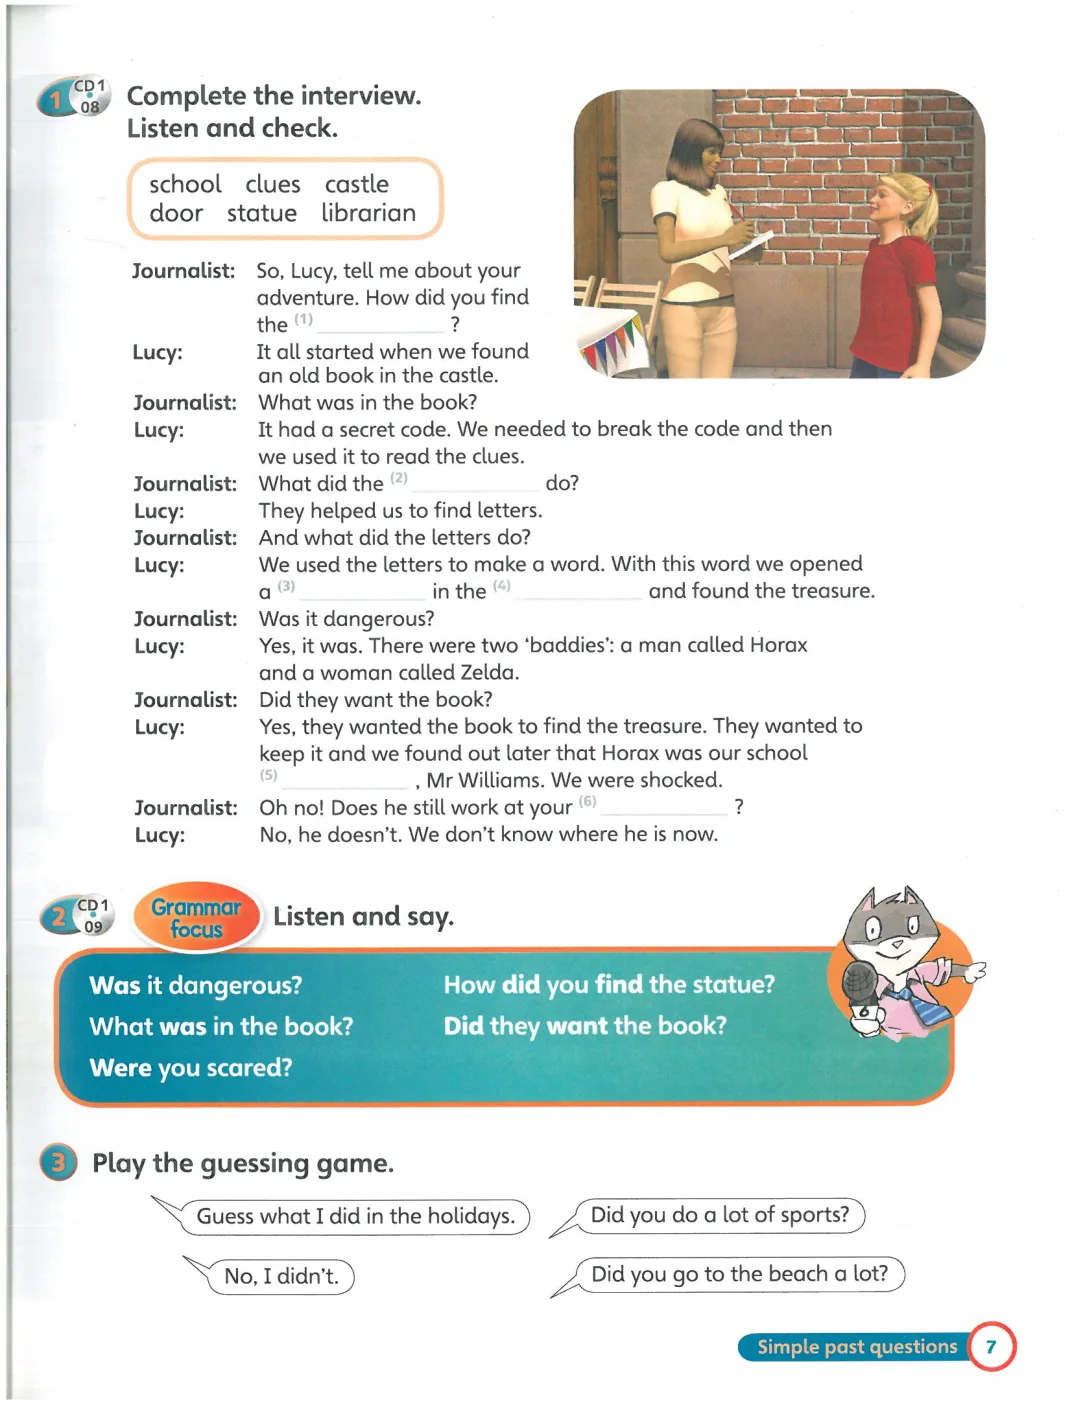 1 CD1 08 Complete the interview.
Listen and check.
school clues castle
door statue librarian
Journalist: So, Lucy, tell me about your
adventure. How did you find
the (1) ____________ ?
Lucy: It all started when we found
an old book in the castle.
Journalist: What was in the book?
Lucy: It had a secret code. We needed to break the code and then
we used it to read the clues.
Journalist: What did the (2) ____________ do?
Lucy: They helped us to find letters.
Journalist: And what did the letters do?
Lucy: We used the letters to make a word. With this word we opened
a (3) ____________ in the (4) ____________ and found the treasure.
Journalist: Was it dangerous?
Lucy: Yes, it was. There were two ‘baddies’: a man called Horax
and a woman called Zelda.
Journalist: Did they want the book?
Lucy: Yes, they wanted the book to find the treasure. They wanted to
keep it and we found out later that Horax was our school
(5) ____________ , Mr Williams. We were shocked.
Journalist: Oh no! Does he still work at your (6) ____________ ?
Lucy: No, he doesn’t. We don’t know where he is now.
2 CD1 09 Grammar focus Listen and say.
Was it dangerous? How did you find the statue?
What was in the book? Did they want the book?
Were you scared?
6
3 Play the guessing game.
Guess what I did in the holidays. Did you do a lot of sports?
No, I didn’t. Did you go to the beach a lot?
Simple past questions 7